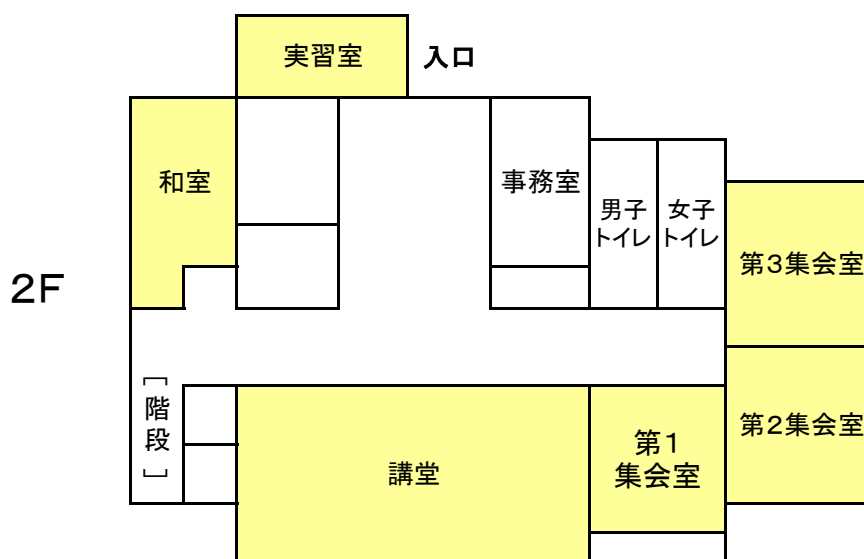 実習室
入口
和室
事務室
男子
トイレ
女子
トイレ
第3集会室
2F
[階段]
第2集会室
第1
集会室
講堂